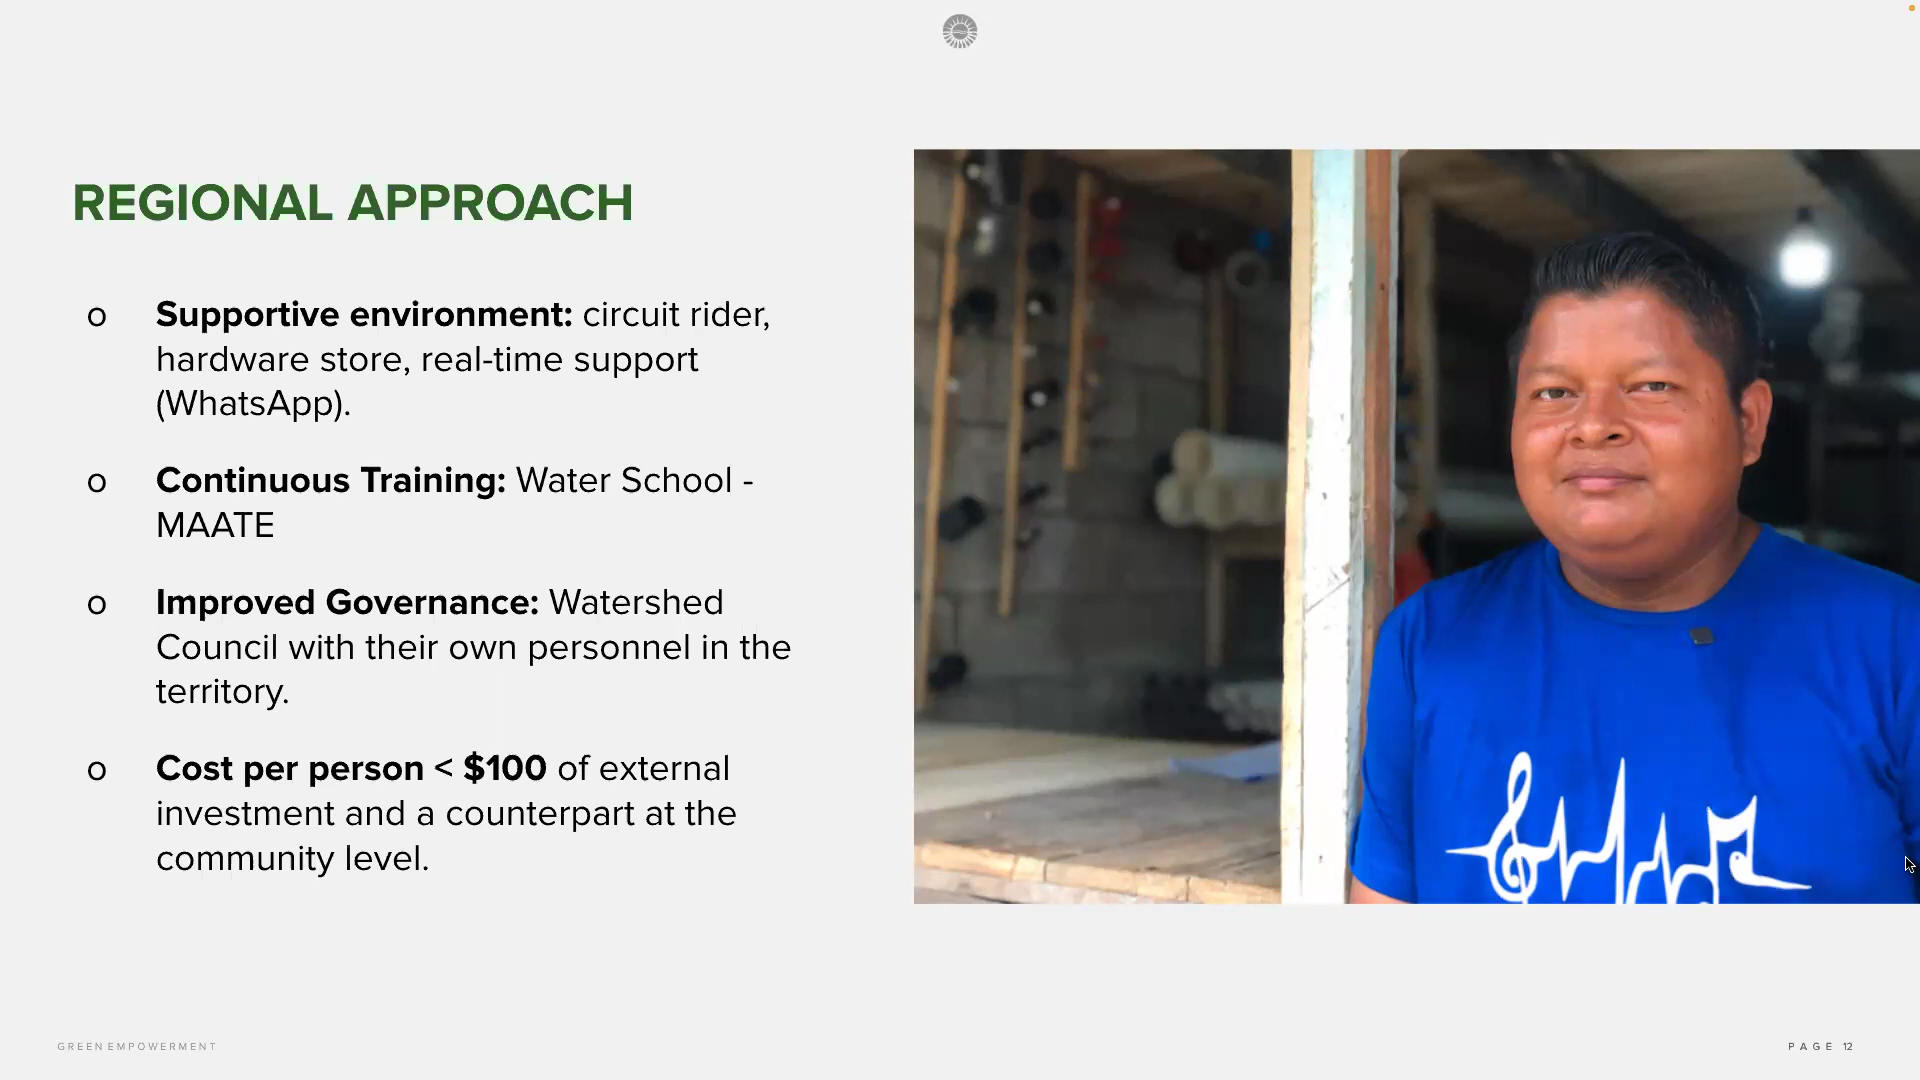 REGIONAL APPROACH
o Supportive environment: circuit rider,
hardware store, real-time support
(WhatsApp).
o Continuous Training: Water School -
MAATE
o Improved Governance: Watershed
Council with their own personnel in the
territory.
o Cost per person < $100 of external
investment and a counterpart at the
community level.
GREEN EMPOWERMENT
PAGE 12